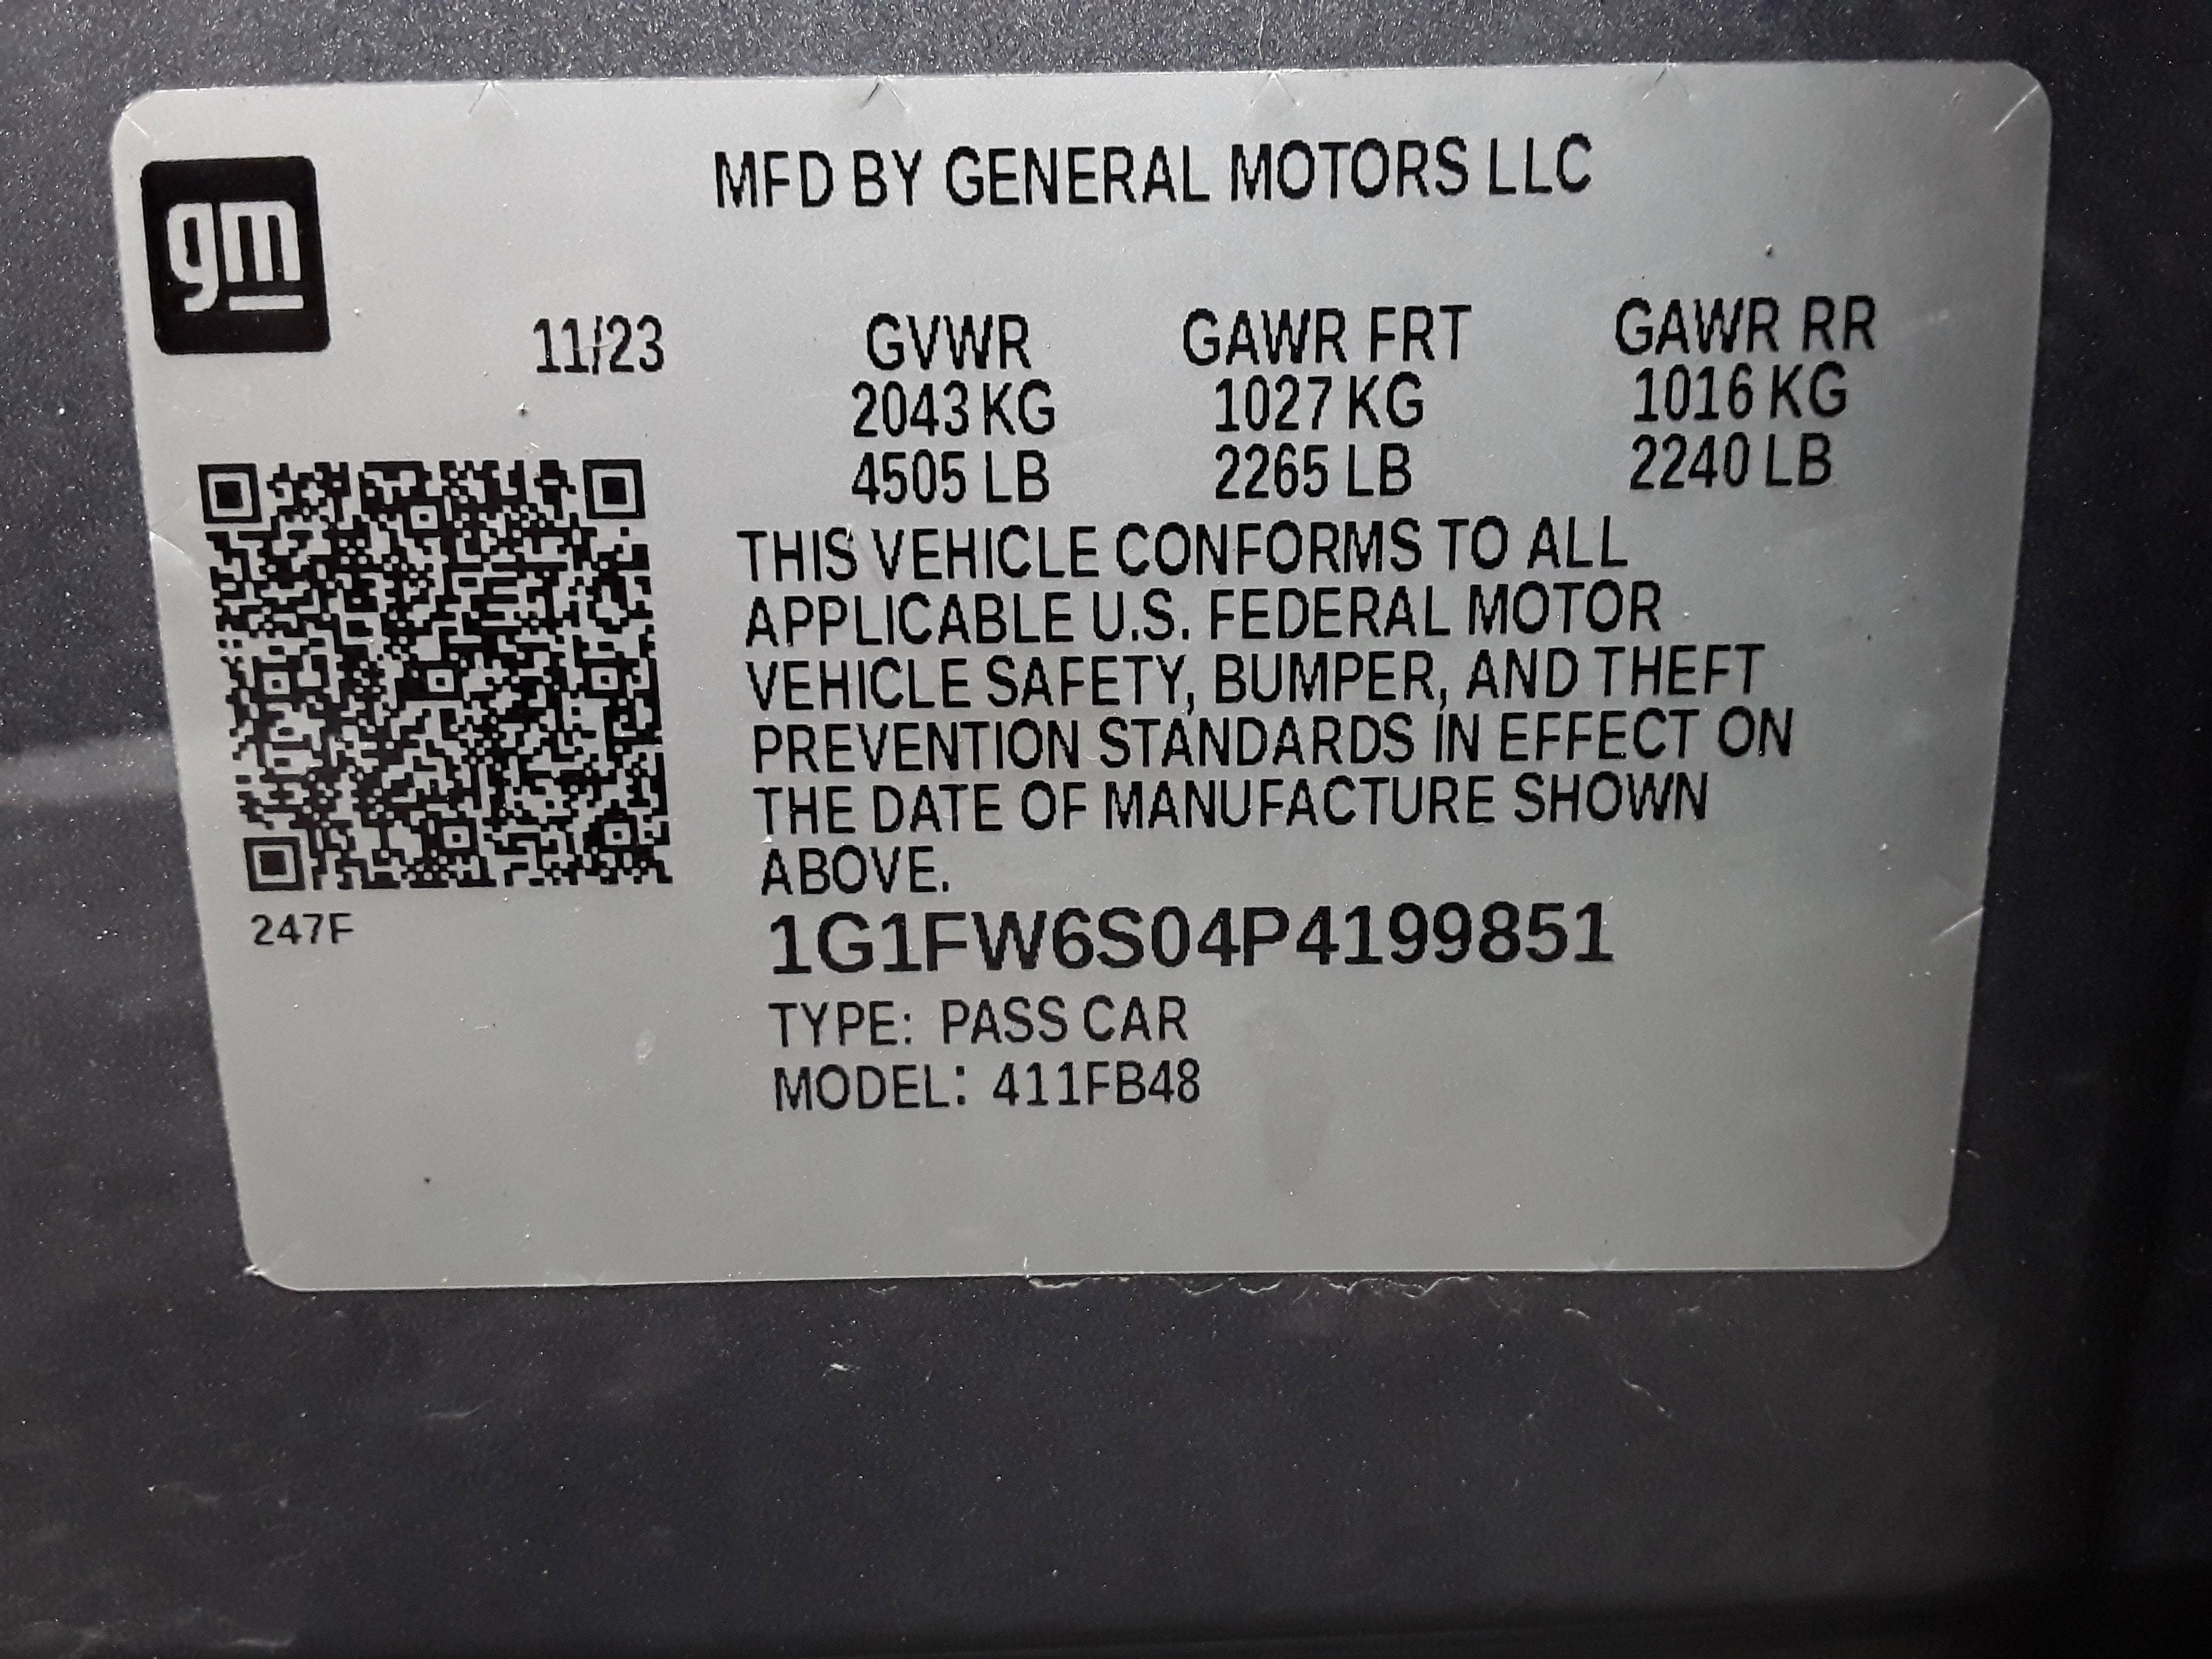 MFD BY GENERAL MOTORS LLC
gm
11/23 GVWR GAWR FRT GAWR RR
2043 KG 1027 KG 1016 KG
4505 LB 2265 LB 2240 LB
THIS VEHICLE CONFORMS TO ALL
APPLICABLE U.S. FEDERAL MOTOR
VEHICLE SAFETY, BUMPER, AND THEFT
PREVENTION STANDARDS IN EFFECT ON
THE DATE OF MANUFACTURE SHOWN
ABOVE.
247F
1G1FW6S04P4199851
TYPE: PASS CAR
MODEL: 411FB48